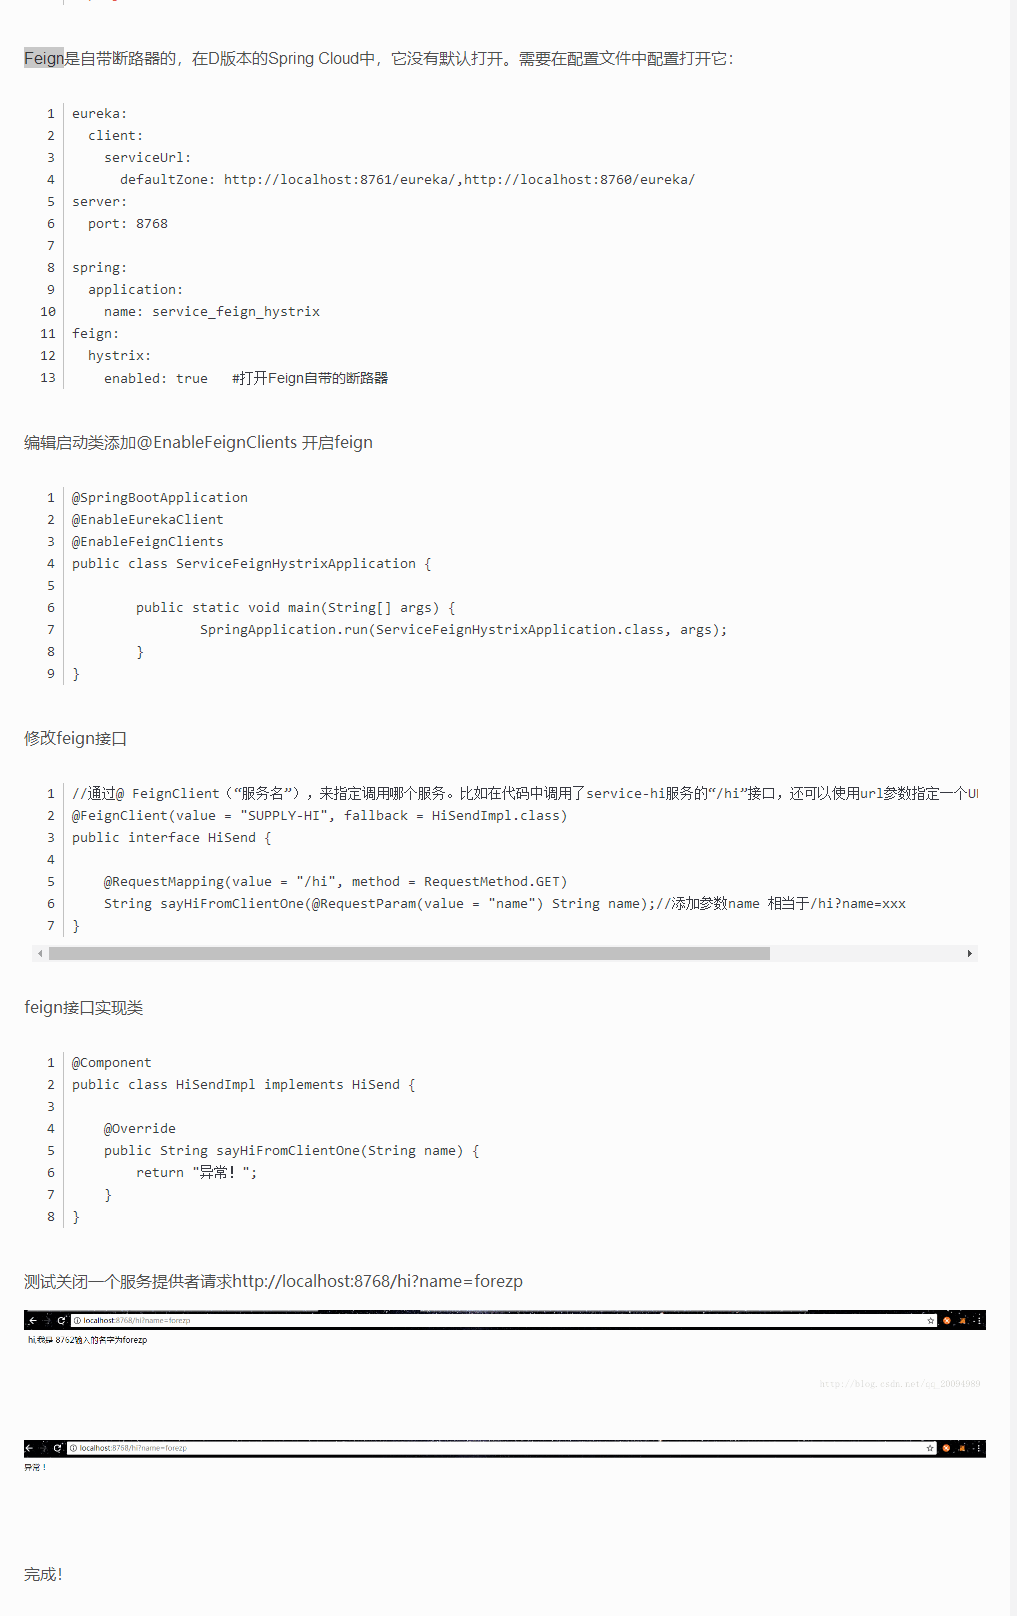 Feign是自带断路器的，在D版本的Spring Cloud中，它没有默认打开。需要在配置文件中配置打开它：
1 eureka:
2   client:
3     serviceUrl:
4       defaultZone: http://localhost:8761/eureka/,http://localhost:8760/eureka/
5 server:
6   port: 8768
7
8 spring:
9   application:
10     name: service_feign_hystrix
11 feign:
12   hystrix:
13     enabled: true   #打开Feign自带的断路器
编辑启动类添加@EnableFeignClients 开启feign
1 @SpringBootApplication
2 @EnableEurekaClient
3 @EnableFeignClients
4 public class ServiceFeignHystrixApplication {
5
6         public static void main(String[] args) {
7                 SpringApplication.run(ServiceFeignHystrixApplication.class, args);
8         }
9 }
修改feign接口
1 //通过@ FeignClient（“服务名”），来指定调用哪个服务。比如在代码中调用了service-hi服务的“/hi”接口，还可以使用url参数指定一个U
2 @FeignClient(value = "SUPPLY-HI", fallback = HiSendImpl.class)
3 public interface HiSend {
4
5     @RequestMapping(value = "/hi", method = RequestMethod.GET)
6     String sayHiFromClientOne(@RequestParam(value = "name") String name);//添加参数name 相当于/hi?name=xxx
7 }
feign接口实现类
1 @Component
2 public class HiSendImpl implements HiSend {
3
4     @Override
5     public String sayHiFromClientOne(String name) {
6         return "异常！";
7     }
8 }
测试关闭一个服务提供者请求http://localhost:8768/hi?name=forezp
localhost:8768/hi?name=forezp
hi,我是 8762输入的名字为forezp
http://blog.csdn.net/qq_20094989
localhost:8768/hi?name=forezp
异常！
完成！